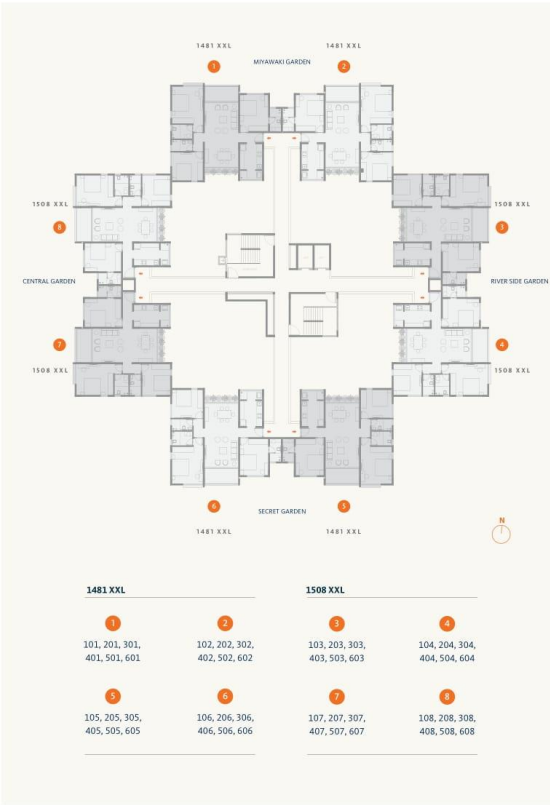 1481 XXL
1481 XXL
1
MIYAWAKI GARDEN
2
1508 XXL
1508 XXL
8
3
CENTRAL GARDEN
RIVER SIDE GARDEN
7
4
1508 XXL
1508 XXL
6
SECRET GARDEN
5
1481 XXL
1481 XXL
N
1481 XXL
1508 XXL
1
2
3
4
101, 201, 301,
401, 501, 601
102, 202, 302,
402, 502, 602
103, 203, 303,
403, 503, 603
104, 204, 304,
404, 504, 604
5
6
7
8
105, 205, 305,
405, 505, 605
106, 206, 306,
406, 506, 606
107, 207, 307,
407, 507, 607
108, 208, 308,
408, 508, 608